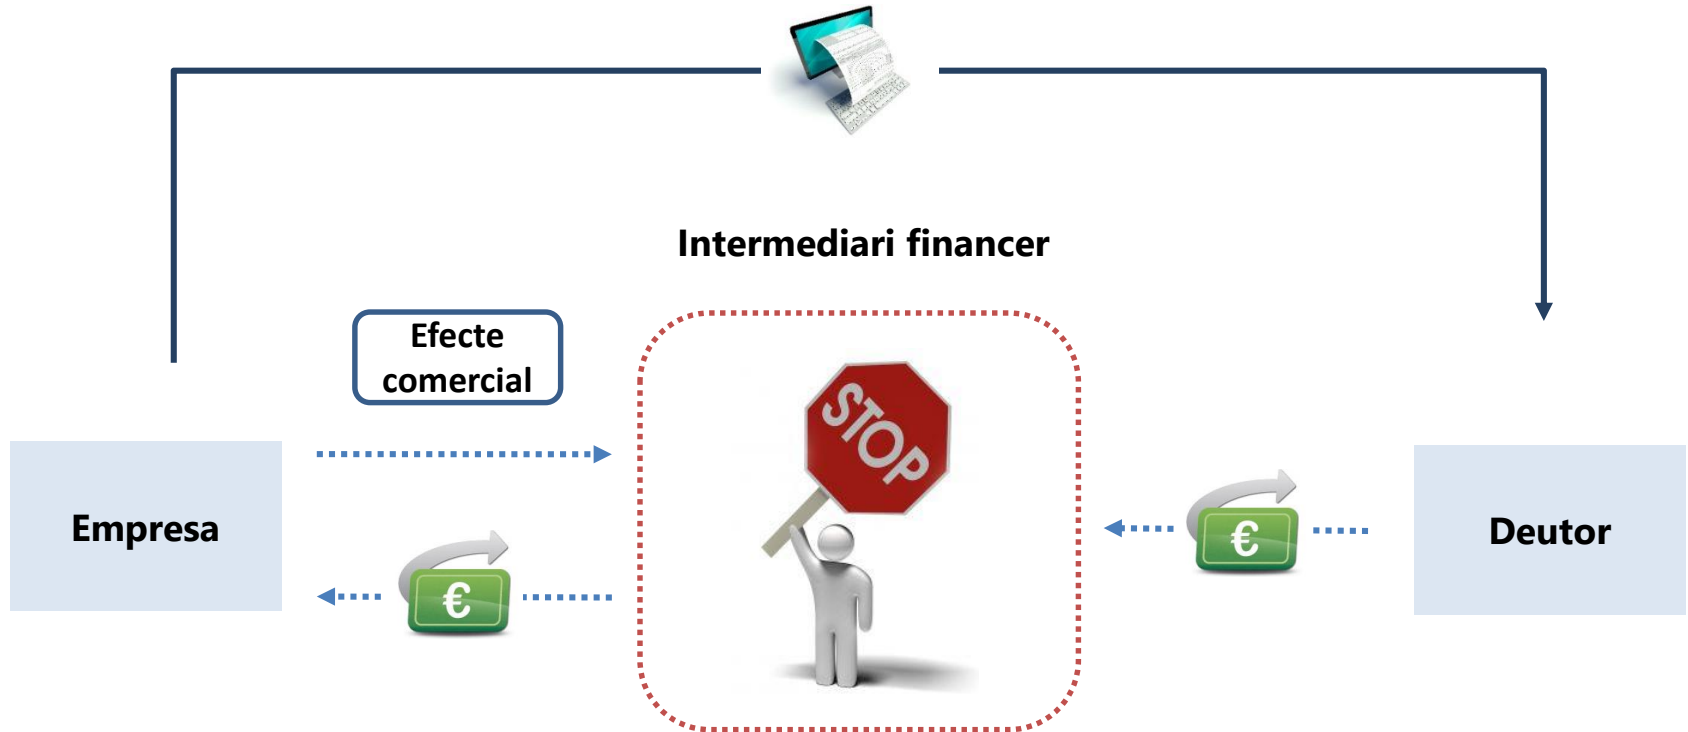 Intermediari financer
Efecte
comercial
STOP
Empresa
€
€
Deutor